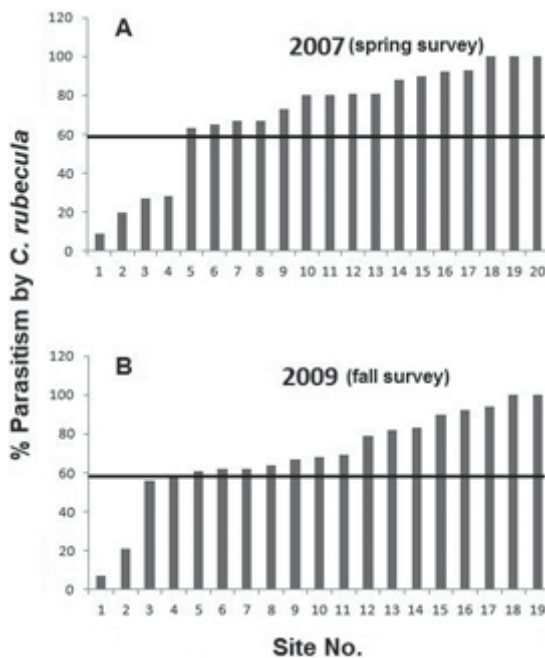 % Parasitism by C. rubecula
A
2007 (spring survey)
120
100
80
60
40
20
0
1 2 3 4 5 6 7 8 9 10 11 12 13 14 15 16 17 18 19 20
B
2009 (fall survey)
120
100
80
60
40
20
0
1 2 3 4 5 6 7 8 9 10 11 12 13 14 15 16 17 18 19
Site No.